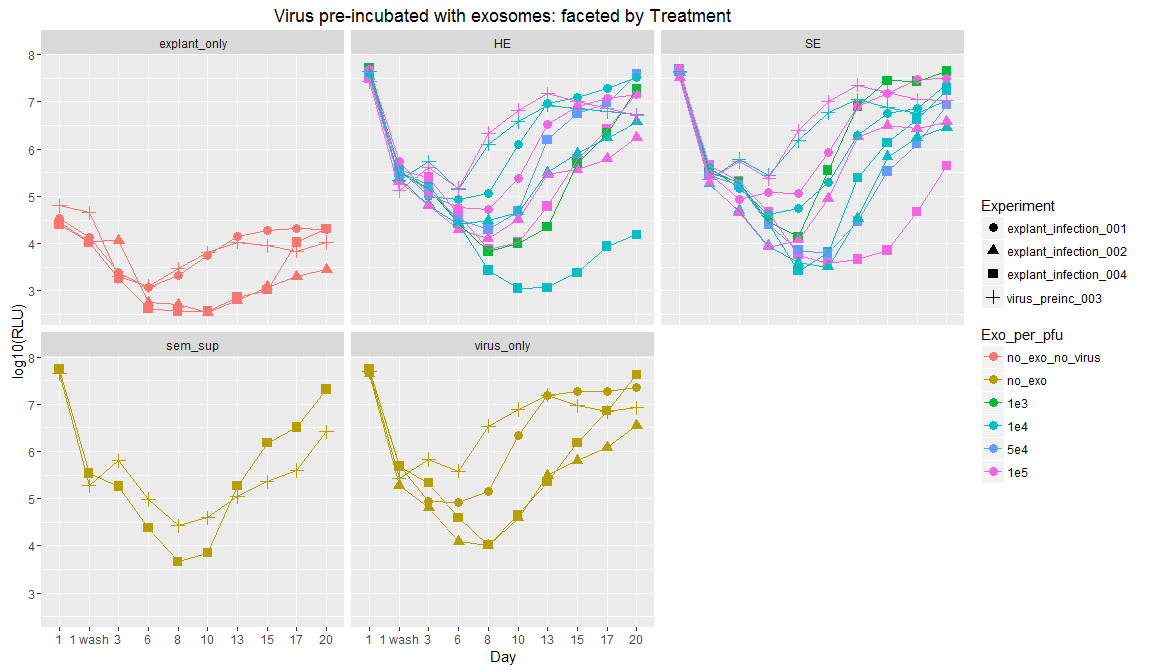 Virus pre-incubated with exosomes: faceted by Treatment
explant_only
HE
SE
8
7
6
5
4
3
sem_sup
virus_only
8
7
6
5
4
3
log10(RLU)
1 1 wash 3 6 8 10 13 15 17 20
1 1 wash 3 6 8 10 13 15 17 20
Day
Experiment
explant_infection_001
explant_infection_002
explant_infection_004
virus_preinc_003
Exo_per_pfu
no_exo_no_virus
no_exo
1e3
1e4
5e4
1e5